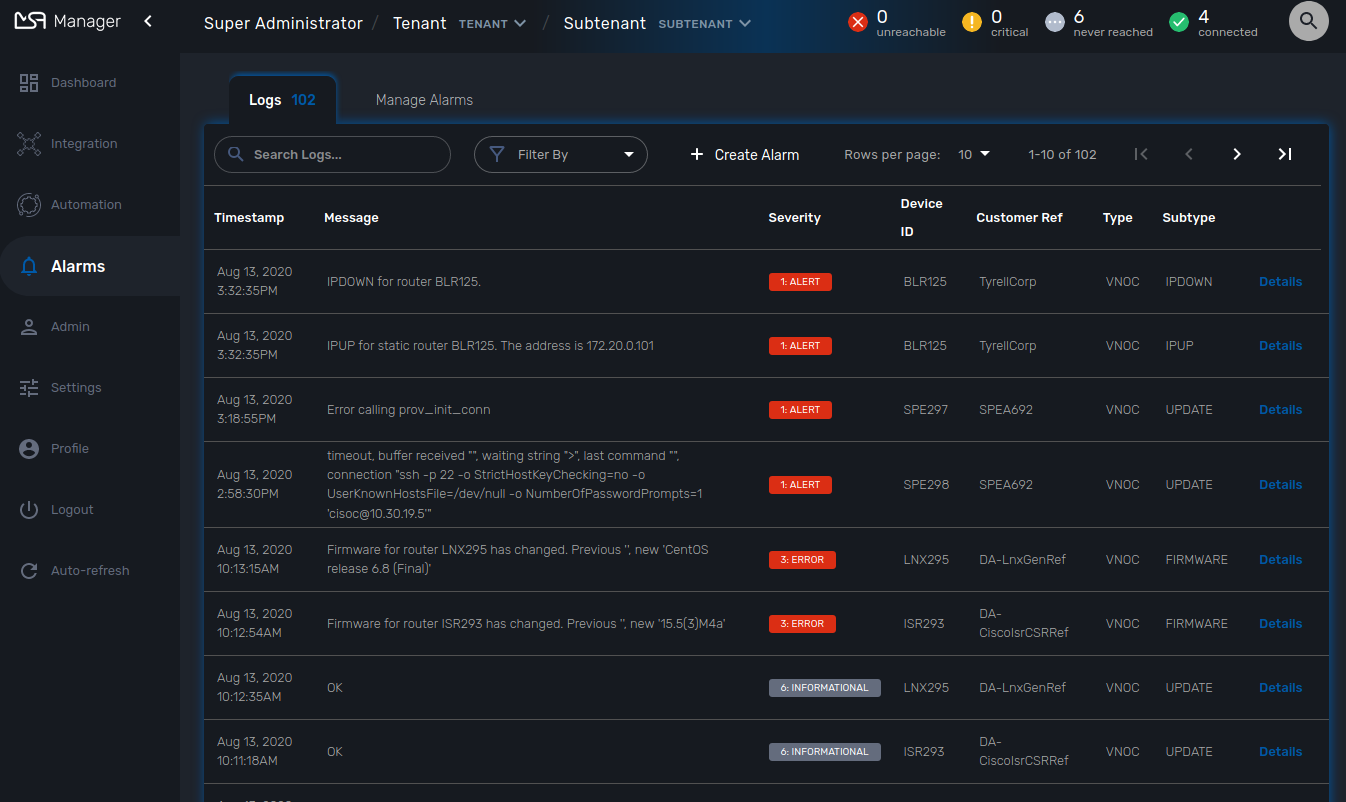 MSA Manager
Super Administrator / Tenant TENANT / Subtenant SUBTENANT
0 unreachable
0 critical
6 never reached
4 connected
Dashboard
Integration
Automation
Alarms
Admin
Settings
Profile
Logout
Auto-refresh
Logs 102 Manage Alarms
Search Logs... Filter By + Create Alarm Rows per page: 10 1-10 of 102
Timestamp Message Severity Device ID Customer Ref Type Subtype
Aug 13, 2020 3:32:35PM IPDOWN for router BLR125. 1: ALERT BLR125 TyrellCorp VNOC IPDOWN Details
Aug 13, 2020 3:32:35PM IPUP for static router BLR125. The address is 172.20.0.101 1: ALERT BLR125 TyrellCorp VNOC IPUP Details
Aug 13, 2020 3:18:55PM Error calling prov_init_conn 1: ALERT SPE297 SPEA692 VNOC UPDATE Details
Aug 13, 2020 2:58:30PM
timeout, buffer received "", waiting string ">", last command "",
connection "ssh -p 22 -o StrictHostKeyChecking=no -o
UserKnownHostsFile=/dev/null -o NumberOfPasswordPrompts=1
'cisoc@10.30.19.5'"
1: ALERT SPE298 SPEA692 VNOC UPDATE Details
Aug 13, 2020 10:13:15AM
Firmware for router LNX295 has changed. Previous '', new 'CentOS
release 6.8 (Final)'
3: ERROR LNX295 DA-LnxGenRef VNOC FIRMWARE Details
Aug 13, 2020 10:12:54AM Firmware for router ISR293 has changed. Previous '', new '15.5(3)M4a' 3: ERROR ISR293 DA-CiscoIsrCSRRef VNOC FIRMWARE Details
Aug 13, 2020 10:12:35AM OK 6: INFORMATIONAL LNX295 DA-LnxGenRef VNOC UPDATE Details
Aug 13, 2020 10:11:18AM OK 6: INFORMATIONAL ISR293 DA-CiscoIsrCSRRef VNOC UPDATE Details